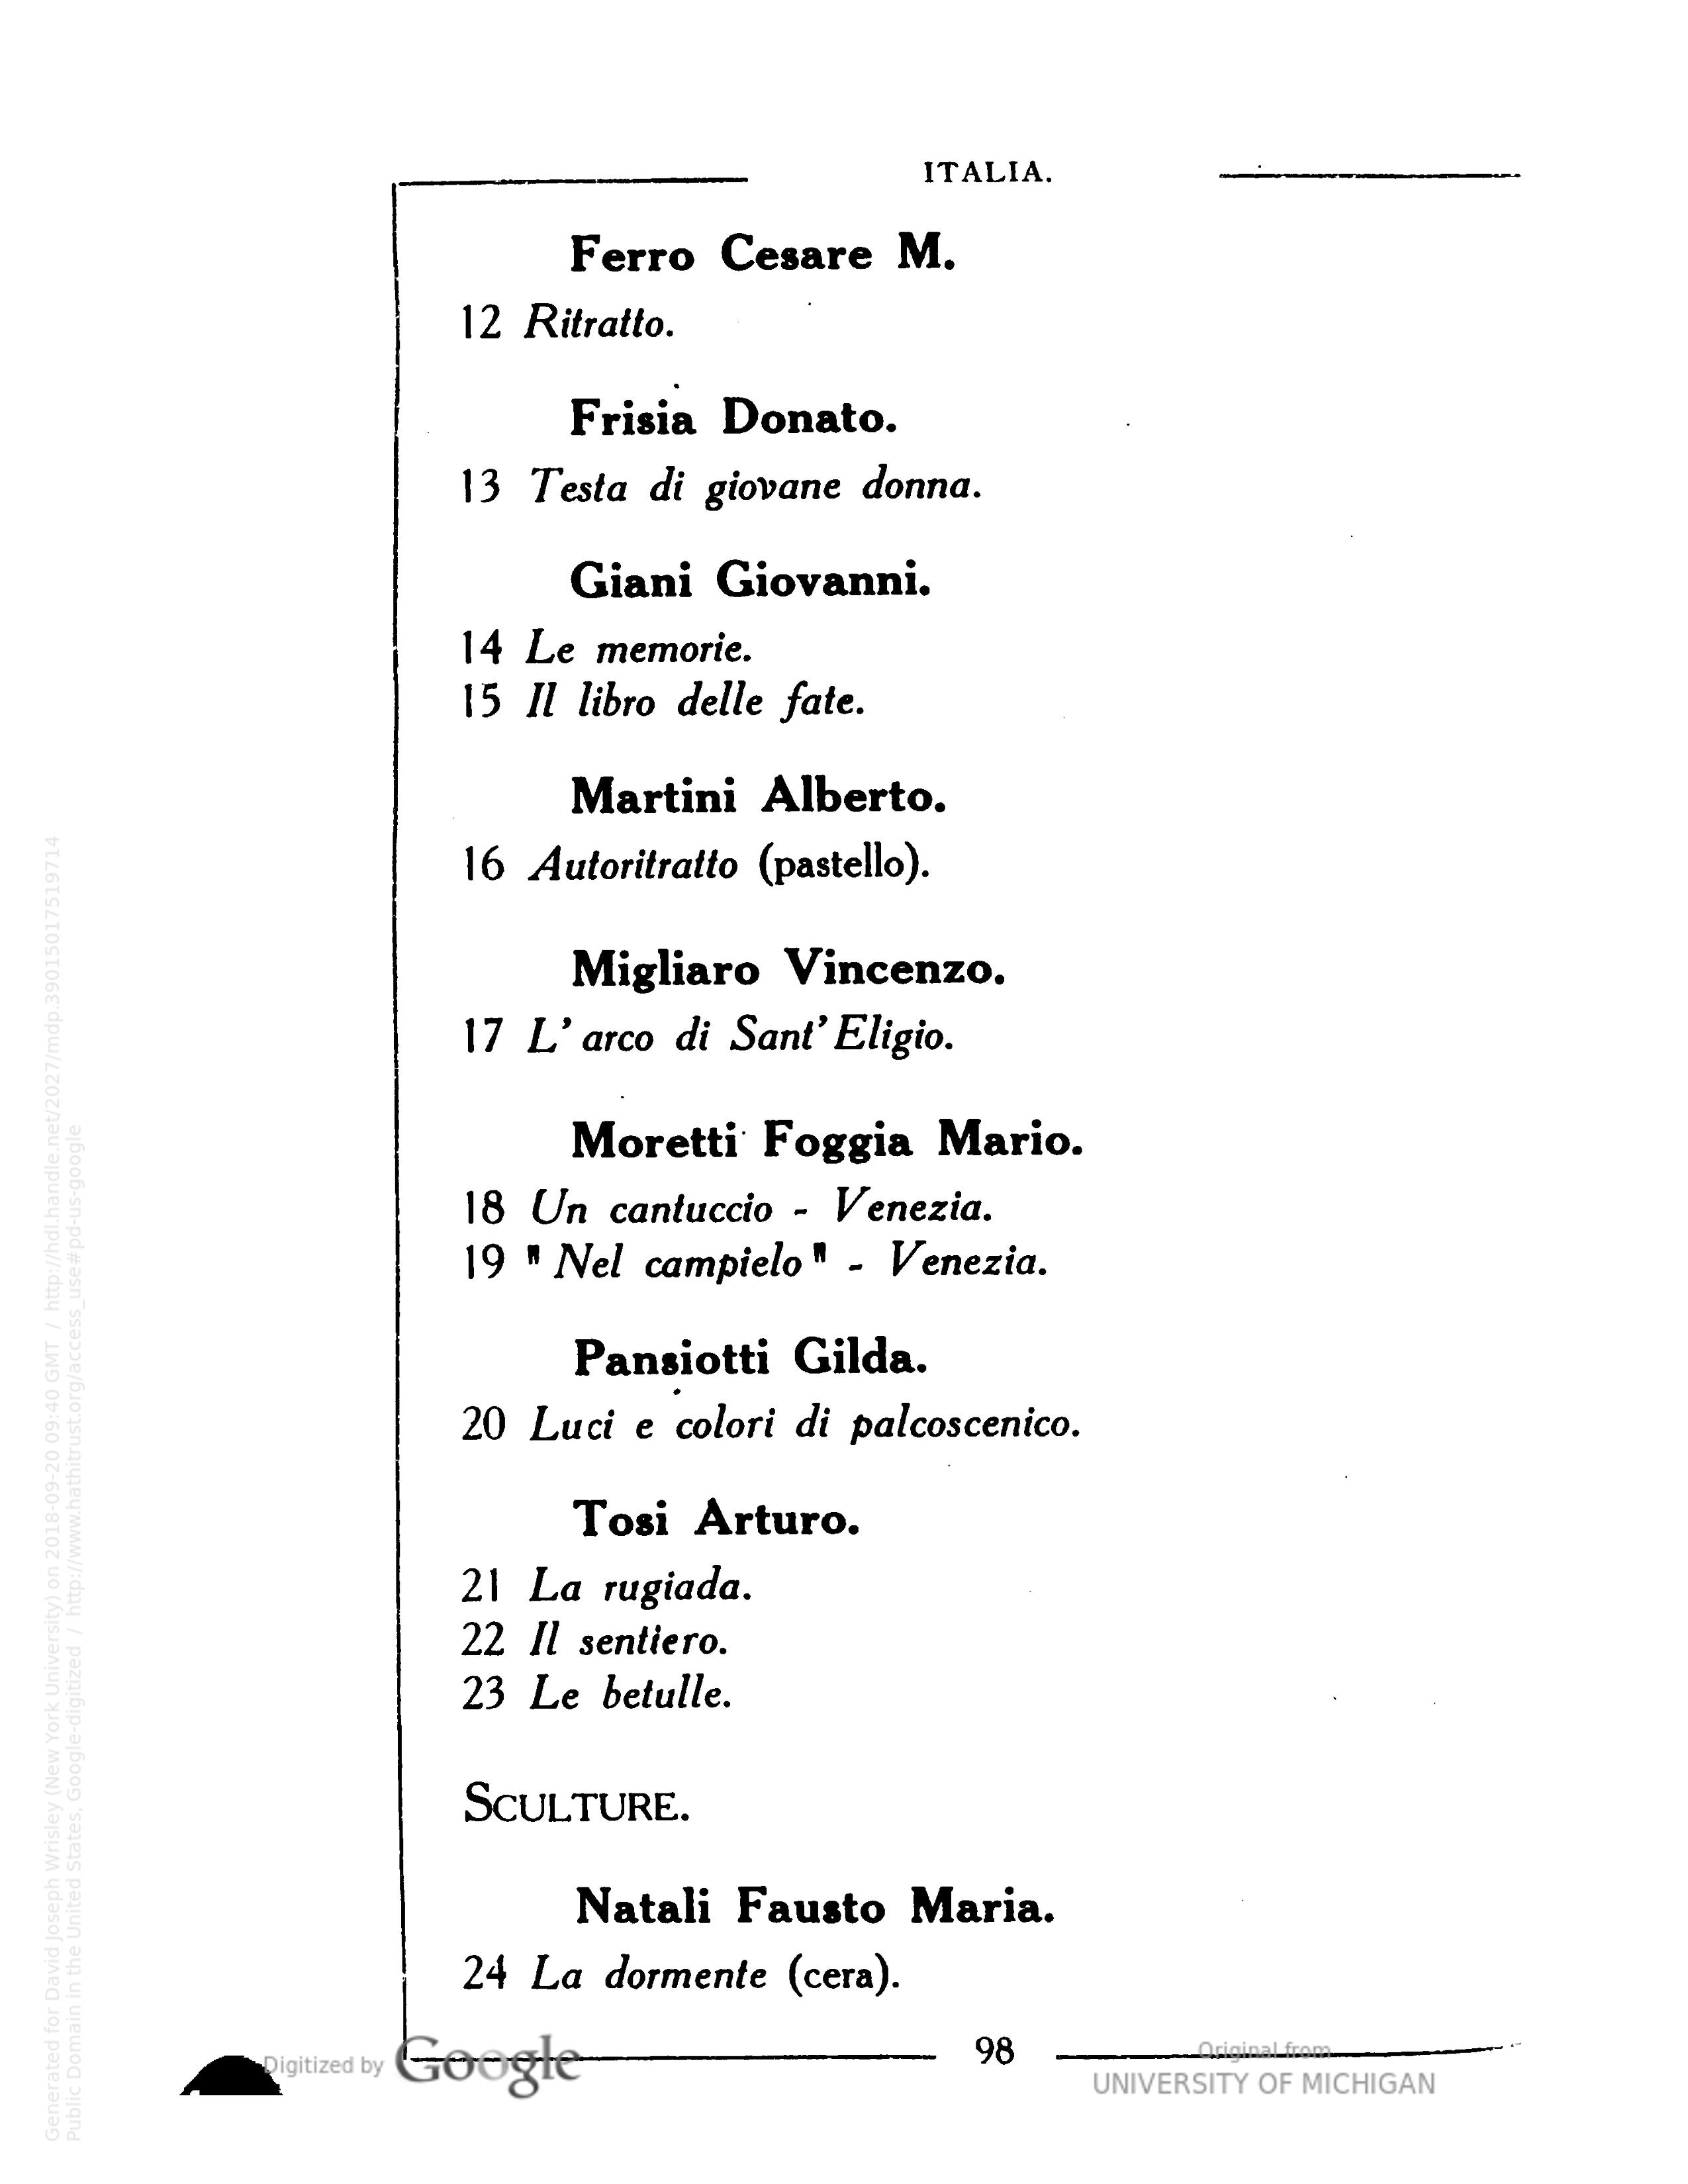 ITALIA.
Ferro Cesare M.
12 Ritratto.
Frisia Donato.
13 Testa di giovane donna.
Giani Giovanni.
14 Le memorie.
15 Il libro delle fate.
Martini Alberto.
16 Autoritratto (pastello).
Migliaro Vincenzo.
17 L' arco di Sant' Eligio.
Moretti Foggia Mario.
18 Un cantuccio - Venezia.
19 " Nel campielo " - Venezia.
Pansiotti Gilda.
20 Luci e colori di palcoscenico.
Tosi Arturo.
21 La rugiada.
22 Il sentiero.
23 Le betulle.
SCULTURE.
Natali Fausto Maria.
24 La dormente (cera).
98
Digitized by Google
Original from
UNIVERSITY OF MICHIGAN
Generated for David Joseph Wrisley (New York University) on 2018-09-20 09:40 GMT / http://hdl.handle.net/2027/mdp.39015017519714
Public Domain in the United States, Google-digitized / http://www.hathitrust.org/access_use#pd-us-google